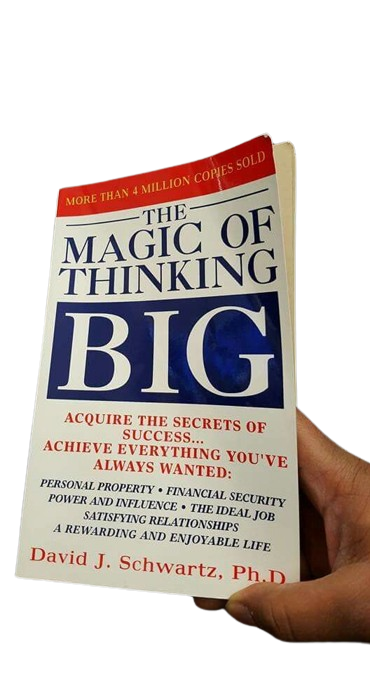 MORE THAN 4 MILLION COPIES SOLD
THE
MAGIC OF
THINKING
BIG
ACQUIRE THE SECRETS OF
SUCCESS...
ACHIEVE EVERYTHING YOU'VE
ALWAYS WANTED:
PERSONAL PROPERTY • FINANCIAL SECURITY
POWER AND INFLUENCE • THE IDEAL JOB
SATISFYING RELATIONSHIPS
A REWARDING AND ENJOYABLE LIFE
David J. Schwartz, Ph.D